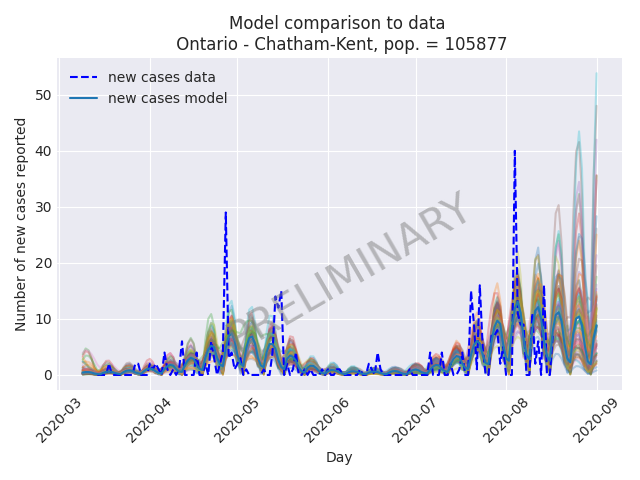 Model comparison to data
Ontario - Chatham-Kent, pop. = 105877
new cases data
new cases model
PRELIMINARY
Number of new cases reported
50
40
30
20
10
0
2020-03
2020-04
2020-05
2020-06
2020-07
2020-08
2020-09
Day